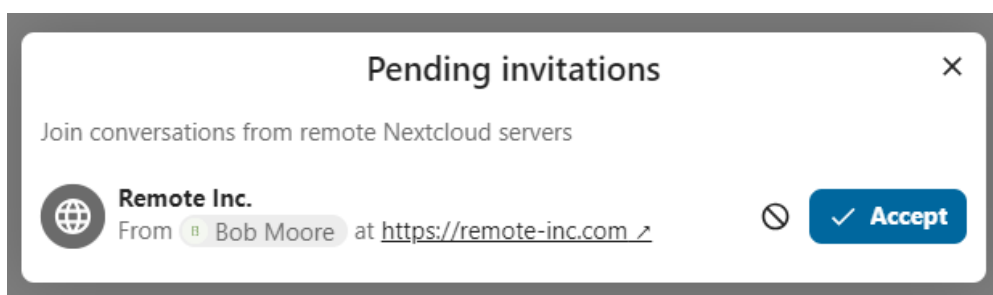 Pending invitations
Join conversations from remote Nextcloud servers
Remote Inc.
From B Bob Moore at https://remote-inc.com ↗
Accept